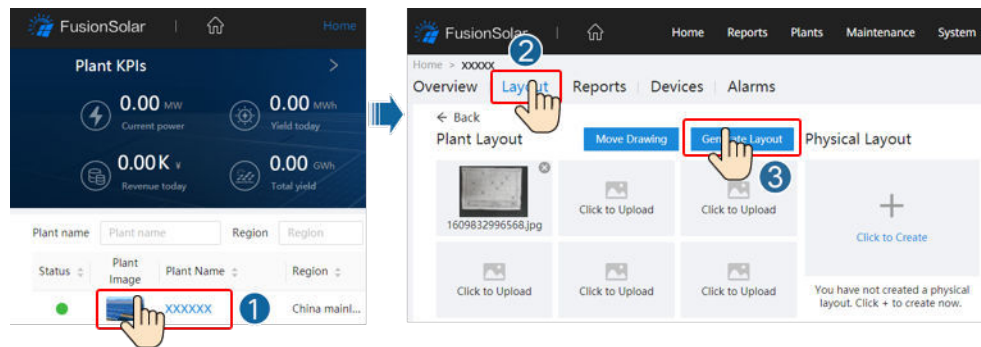 FusionSolar
Home
Plant KPIs
>
0.00 MW
Current power
0.00 MWh
Yield today
0.00K ¥
Revenue today
0.00 GWh
Total yield
Plant name
Plant name
Region
Region
Status
Plant Image
Plant Name
Region
XXXXXX
1
China mainl...
FusionSolar
2
Home
Reports
Plants
Maintenance
System
Home > XXXXX
Overview
Layout
Reports
Devices
Alarms
← Back
Plant Layout
Move Drawing
Generate Layout
Physical Layout
3
1609832996568.jpg
Click to Upload
Click to Upload
Click to Create
Click to Upload
Click to Upload
Click to Upload
You have not created a physical
layout. Click + to create now.